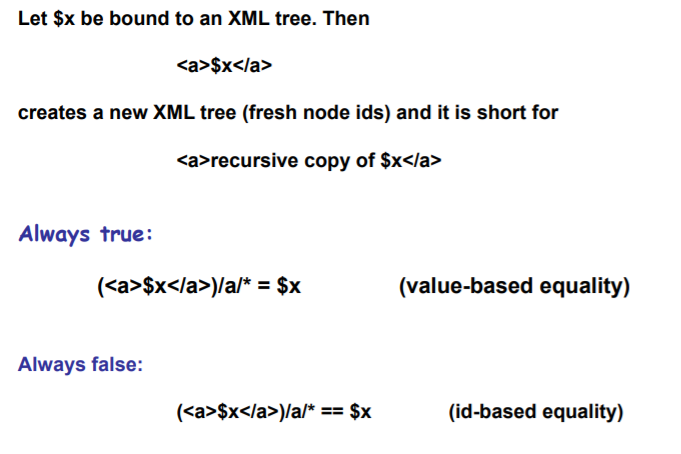 Let $x be bound to an XML tree. Then
<a>$x</a>
creates a new XML tree (fresh node ids) and it is short for
<a>recursive copy of $x</a>
Always true:
(<a>$x</a>)/a/* = $x (value-based equality)
Always false:
(<a>$x</a>)/a/* == $x (id-based equality)